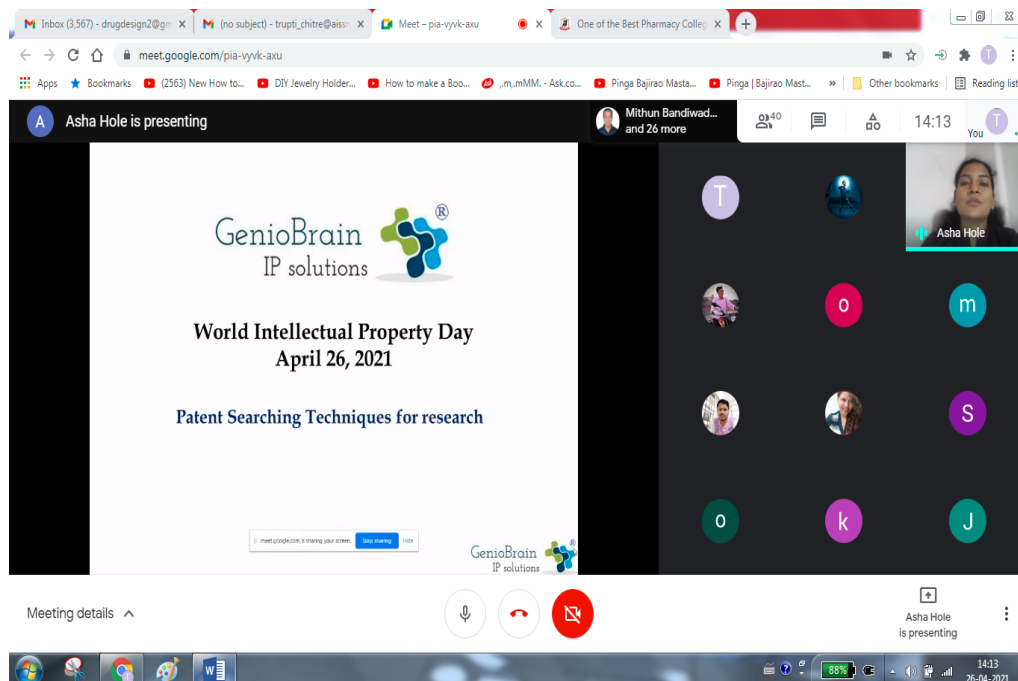 Inbox (3,567) - drugdesign2@gm
(no subject) - trupti_chitre@aissr
Meet – pia-vyvk-axu
One of the Best Pharmacy Colleg
meet.google.com/pia-vyvk-axu
T
Apps
Bookmarks
(2563) New How to...
DIY Jewelry Holder...
How to make a Boo...
,.m,.mMM. - Ask.co...
Pinga Bajirao Masta...
Pinga | Bajirao Mast...
»
Other bookmarks
Reading list
A
Asha Hole is presenting
Mithun Bandiwad...
and 26 more
40
14:13
You
T
GenioBrain ®
IP solutions
World Intellectual Property Day
April 26, 2021
Patent Searching Techniques for research
meet.google.com is sharing your screen.
Stop sharing
Hide
GenioBrain ®
IP solutions
T
Asha Hole
o
m
S
o
k
J
Meeting details
Asha Hole
is presenting
W
88%
14:13
26-04-2021